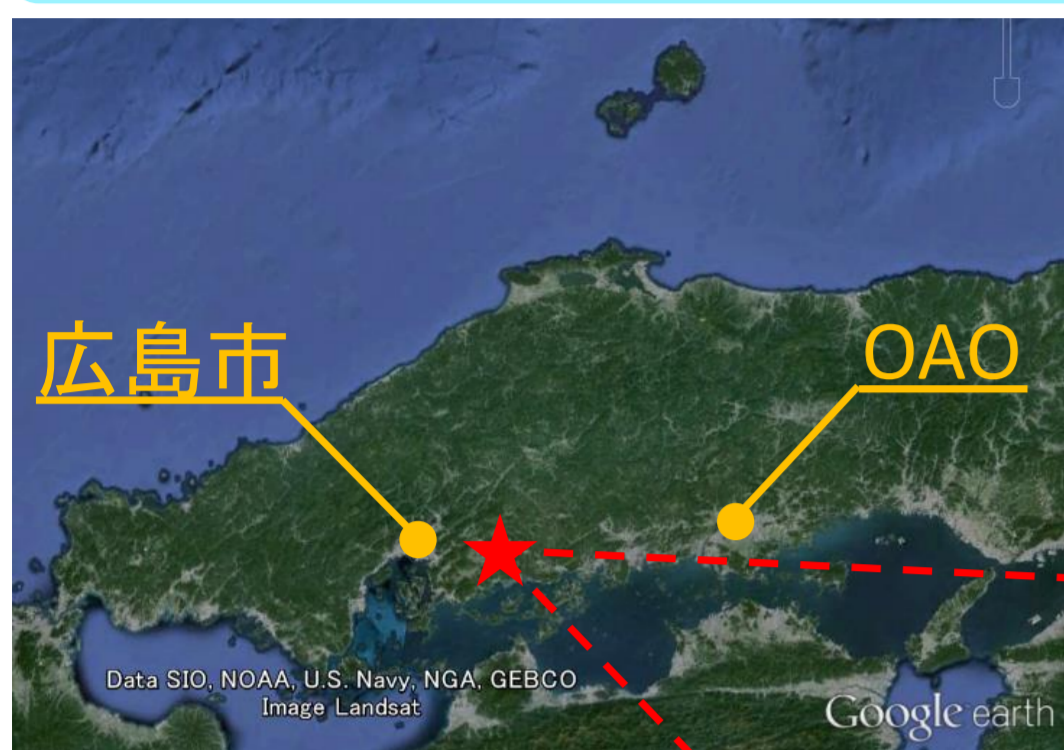 広島市
OAO
Data SIO, NOAA, U.S. Navy, NGA, GEBCO
Image Landsat
Google earth